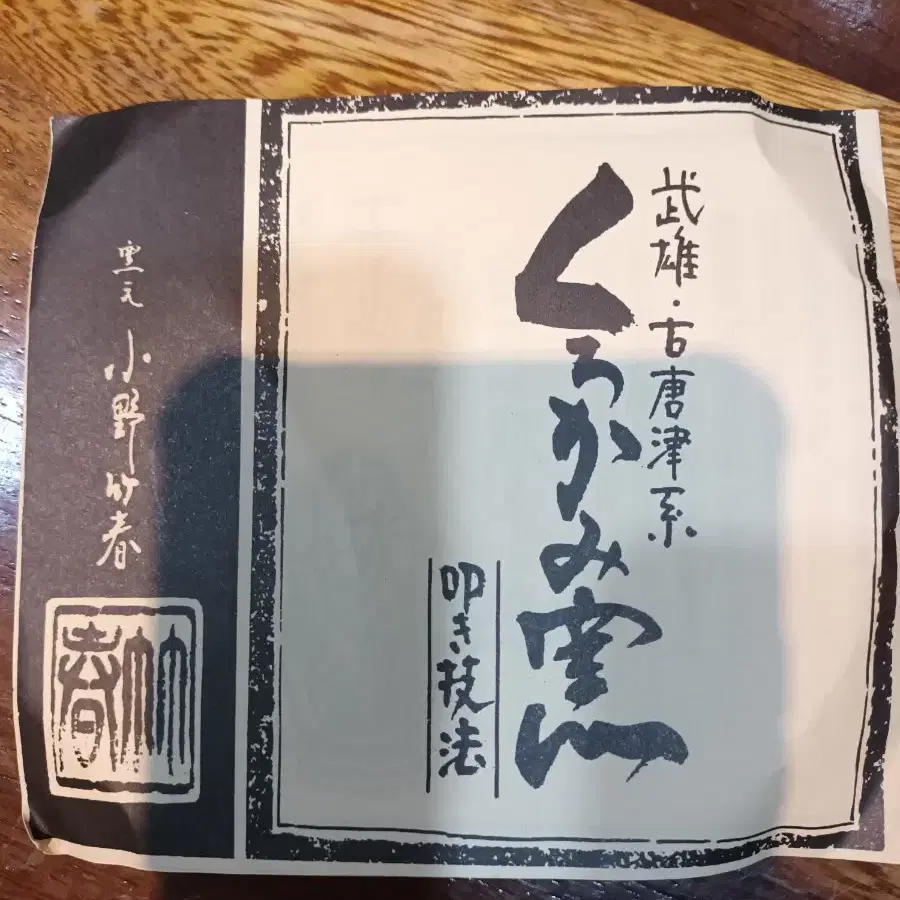 武雄・古唐津系
くろかみ窯
叩き技法
窯元 小野竹春
竹春